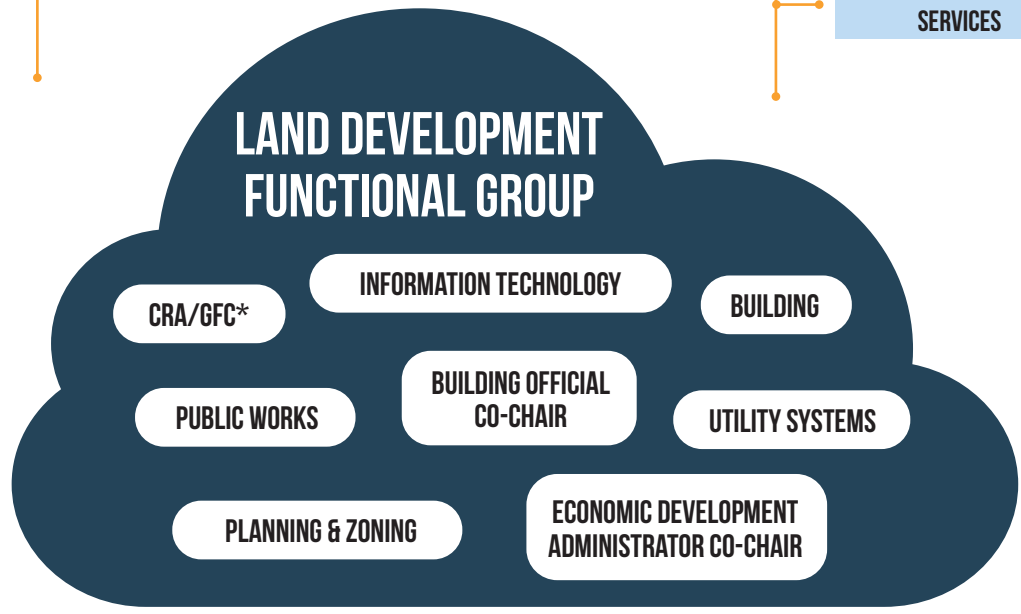 SERVICES
LAND DEVELOPMENT
FUNCTIONAL GROUP
INFORMATION TECHNOLOGY
CRA/GFC*
BUILDING
BUILDING OFFICIAL
CO-CHAIR
PUBLIC WORKS
UTILITY SYSTEMS
PLANNING & ZONING
ECONOMIC DEVELOPMENT
ADMINISTRATOR CO-CHAIR